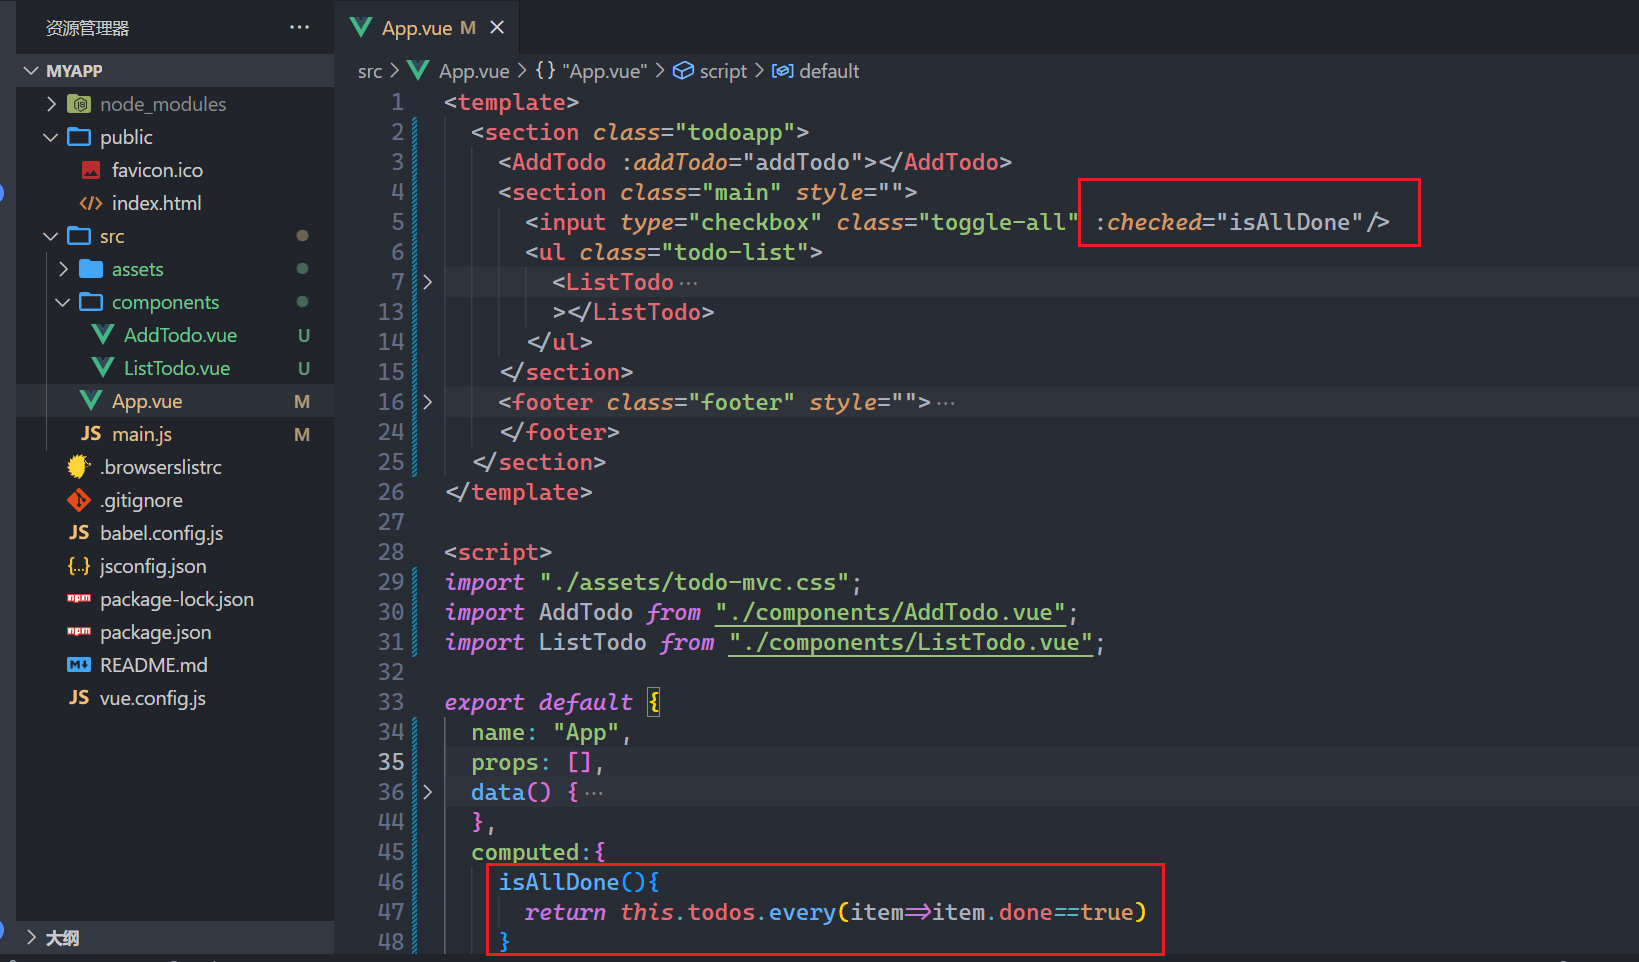 资源管理器 ···
MYAPP
node_modules
public
favicon.ico
index.html
src
assets
components
AddTodo.vue U
ListTodo.vue U
App.vue M
JS main.js M
.browserslistrc
.gitignore
JS babel.config.js
{..} jsconfig.json
npm package-lock.json
npm package.json
M↓ README.md
JS vue.config.js
大纲
App.vue M ×
src > App.vue > {} "App.vue" > script > default
1 <template>
2 <section class="todoapp">
3 <AddTodo :addTodo="addTodo"></AddTodo>
4 <section class="main" style="">
5 <input type="checkbox" class="toggle-all" :checked="isAllDone"/>
6 <ul class="todo-list">
7 <ListTodo ···
13 ></ListTodo>
14 </ul>
15 </section>
16 <footer class="footer" style=""> ···
24 </footer>
25 </section>
26 </template>
27
28 <script>
29 import "./assets/todo-mvc.css";
30 import AddTodo from "./components/AddTodo.vue";
31 import ListTodo from "./components/ListTodo.vue";
32
33 export default {
34 name: "App",
35 props: [],
36 data() { ···
44 },
45 computed:{
46 isAllDone(){
47 return this.todos.every(item=>item.done==true)
48 }